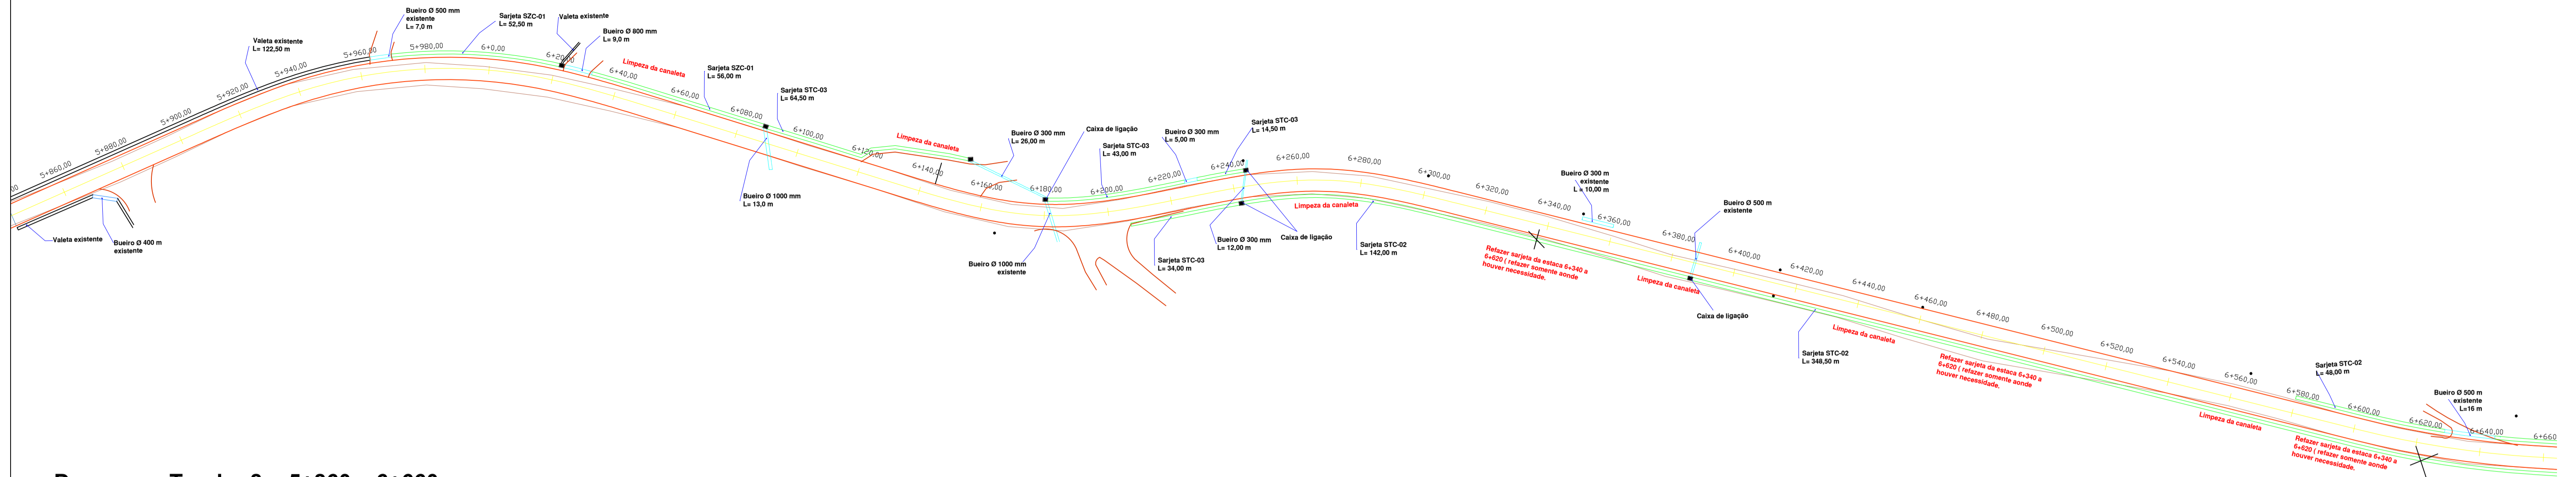 Bueiro Ø 500 mm
existente
L= 7,0 m
Sarjeta SZC-01
L= 52,50 m
Valeta existente
Bueiro Ø 800 mm
L= 9,0 m
Valeta existente
L= 122,50 m
5+860,00
5+880,00
5+900,00
5+920,00
5+940,00
5+960,00
5+980,00
6+0,00
6+40,00
Limpeza da canaleta
6+60,00
Sarjeta SZC-01
L= 56,00 m
6+080,00
Sarjeta STC-03
L= 64,50 m
6+100,00
6+120,00
Limpeza da canaleta
6+140,00
6+160,00
Bueiro Ø 300 mm
L= 26,00 m
Caixa de ligação
6+180,00
Sarjeta STC-03
L= 43,00 m
6+200,00
Bueiro Ø 300 mm
L= 5,00 m
6+220,00
Sarjeta STC-03
L= 14,50 m
6+240,00
6+260,00
6+280,00
6+300,00
6+320,00
6+340,00
Bueiro Ø 300 m
existente
L = 10,00 m
6+360,00
6+380,00
Bueiro Ø 500 m
existente
6+400,00
6+420,00
6+440,00
6+460,00
6+480,00
6+500,00
6+520,00
6+540,00
6+560,00
6+580,00
Sarjeta STC-02
L= 48,00 m
6+600,00
6+620,00
Bueiro Ø 500 m
existente
L=16 m
6+640,00
6+660
Valeta existente
Bueiro Ø 400 m
existente
Bueiro Ø 1000 mm
L= 13,0 m
Bueiro Ø 1000 mm
existente
Sarjeta STC-03
L= 34,00 m
Bueiro Ø 300 mm
L= 12,00 m
Caixa de ligação
Limpeza da canaleta
Sarjeta STC-02
L= 142,00 m
Refazer sarjeta da estaca 6+340 a
6+620 ( refazer somente aonde
houver necessidade.
Limpeza da canaleta
Caixa de ligação
Sarjeta STC-02
L= 348,50 m
Limpeza da canaleta
Refazer sarjeta da estaca 6+340 a
6+620 ( refazer somente aonde
houver necessidade.
Limpeza da canaleta
Refazer sarjeta da estaca 6+340 a
6+620 ( refazer somente aonde
houver necessidade.